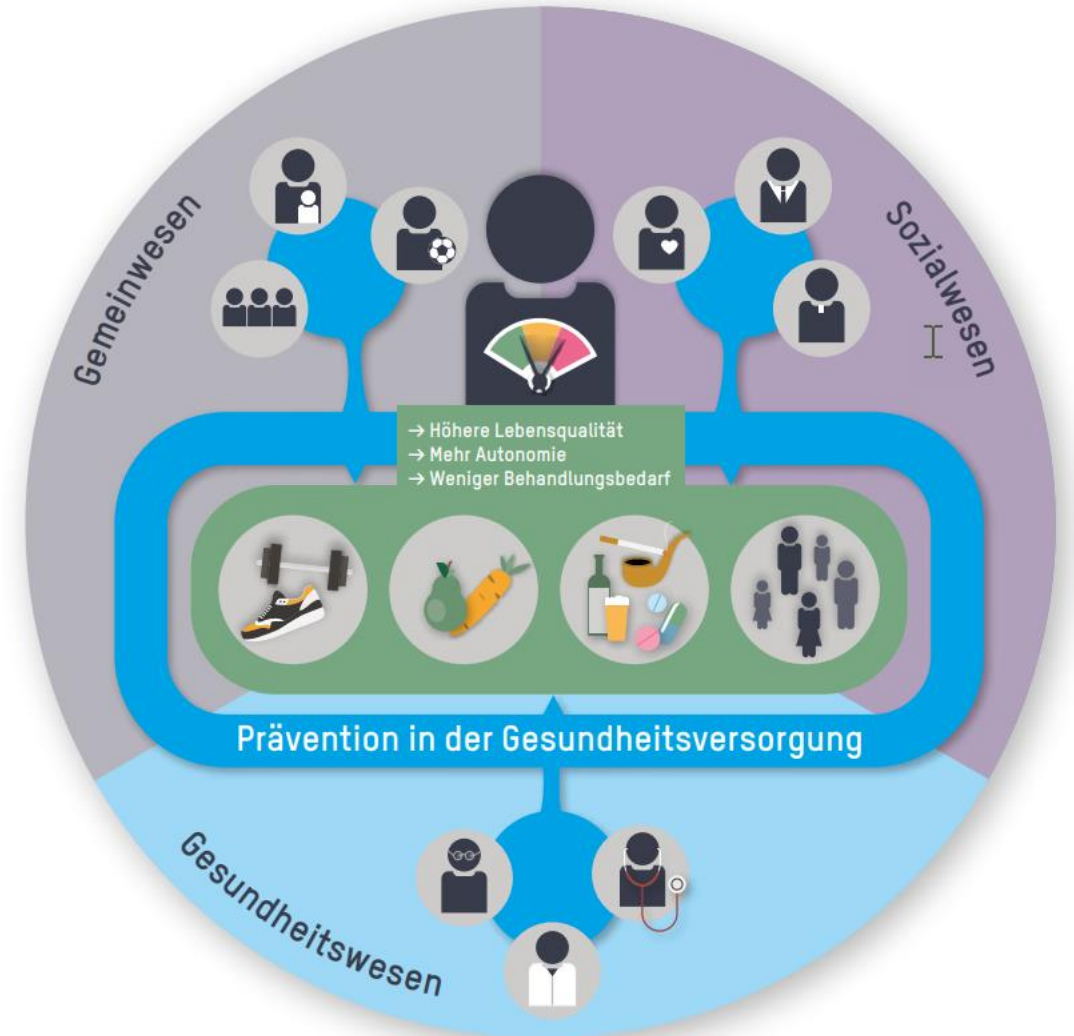 Gemeinwesen
Sozialwesen
→ Höhere Lebensqualität
→ Mehr Autonomie
→ Weniger Behandlungsbedarf
Prävention in der Gesundheitsversorgung
Gesundheitswesen